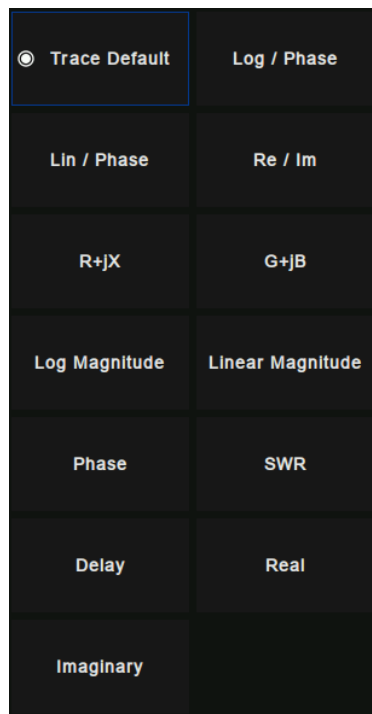 Trace Default
Log / Phase
Lin / Phase
Re / Im
R+jX
G+jB
Log Magnitude
Linear Magnitude
Phase
SWR
Delay
Real
Imaginary